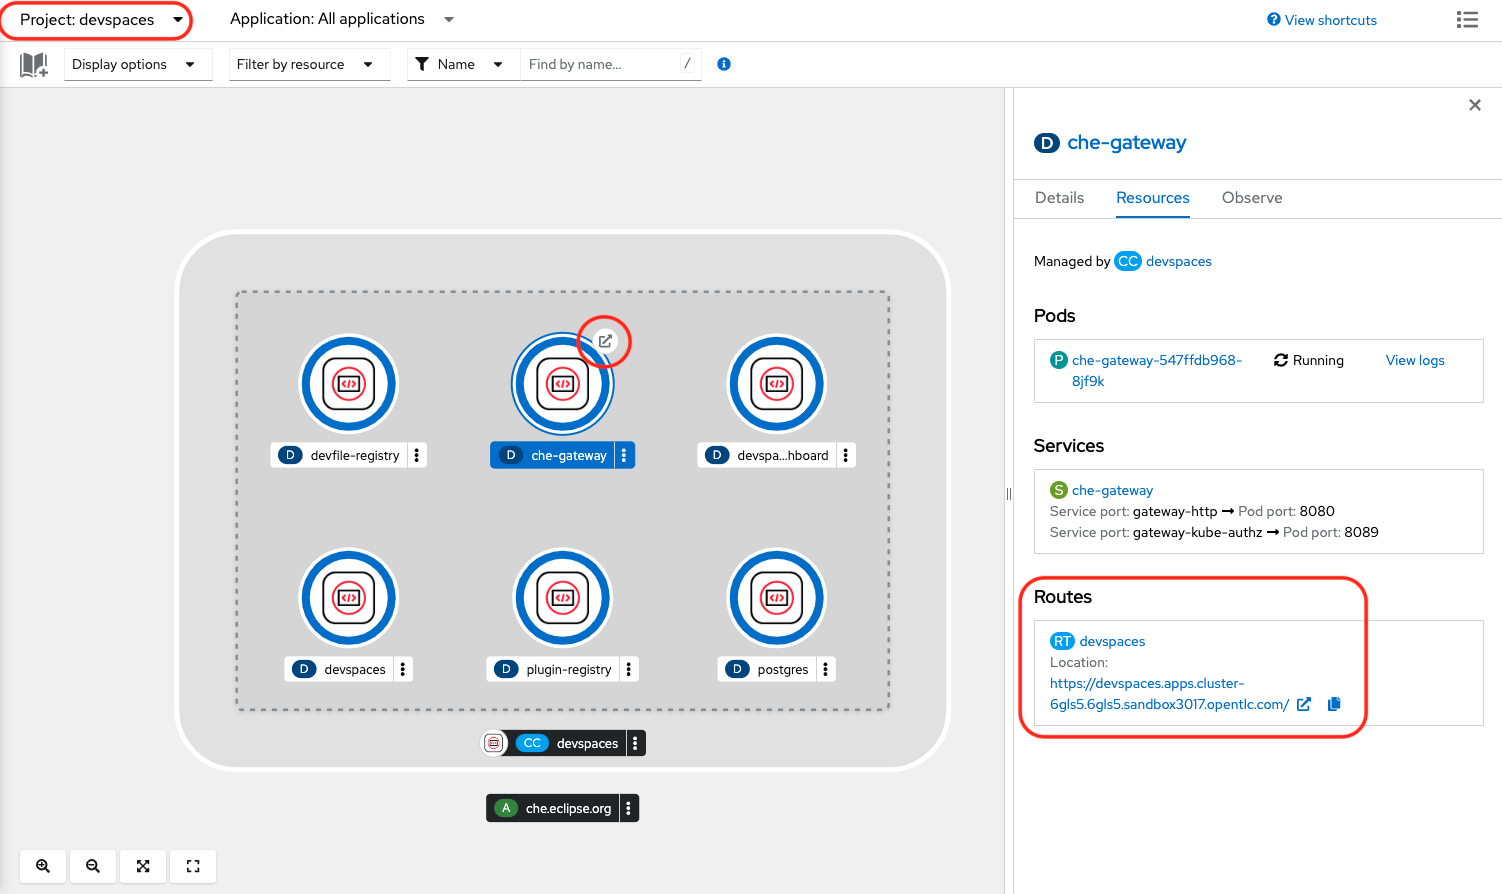 Project: devspaces
Application: All applications
View shortcuts
Display options
Filter by resource
Name
Find by name...
/
che-gateway
D
Details
Resources
Observe
Managed by CC devspaces
Pods
P che-gateway-547ffdb968-
8jf9k
Running
View logs
Services
S che-gateway
Service port: gateway-http → Pod port: 8080
Service port: gateway-kube-authz → Pod port: 8089
Routes
RT devspaces
Location:
https://devspaces.apps.cluster-
6gls5.6gls5.sandbox3017.opentlc.com/
D devfile-registry
D che-gateway
D devspa...hboard
D devspaces
D plugin-registry
D postgres
CC devspaces
A che.eclipse.org